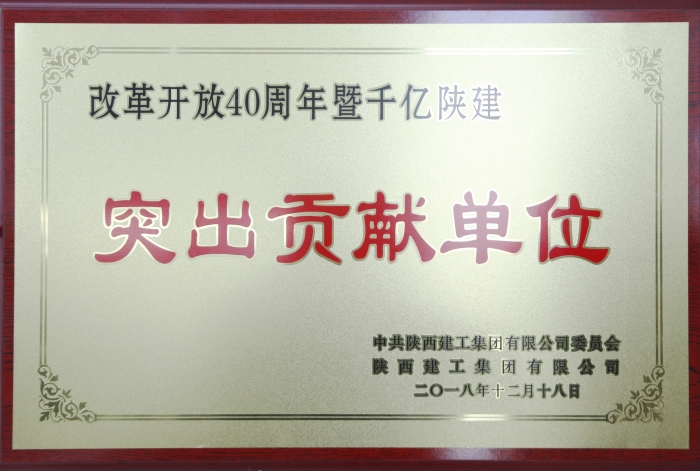 改革开放40周年暨千亿陕建
突出贡献单位
中共陕西建工集团有限公司委员会
陕西建工集团有限公司
二〇一八年十二月十八日